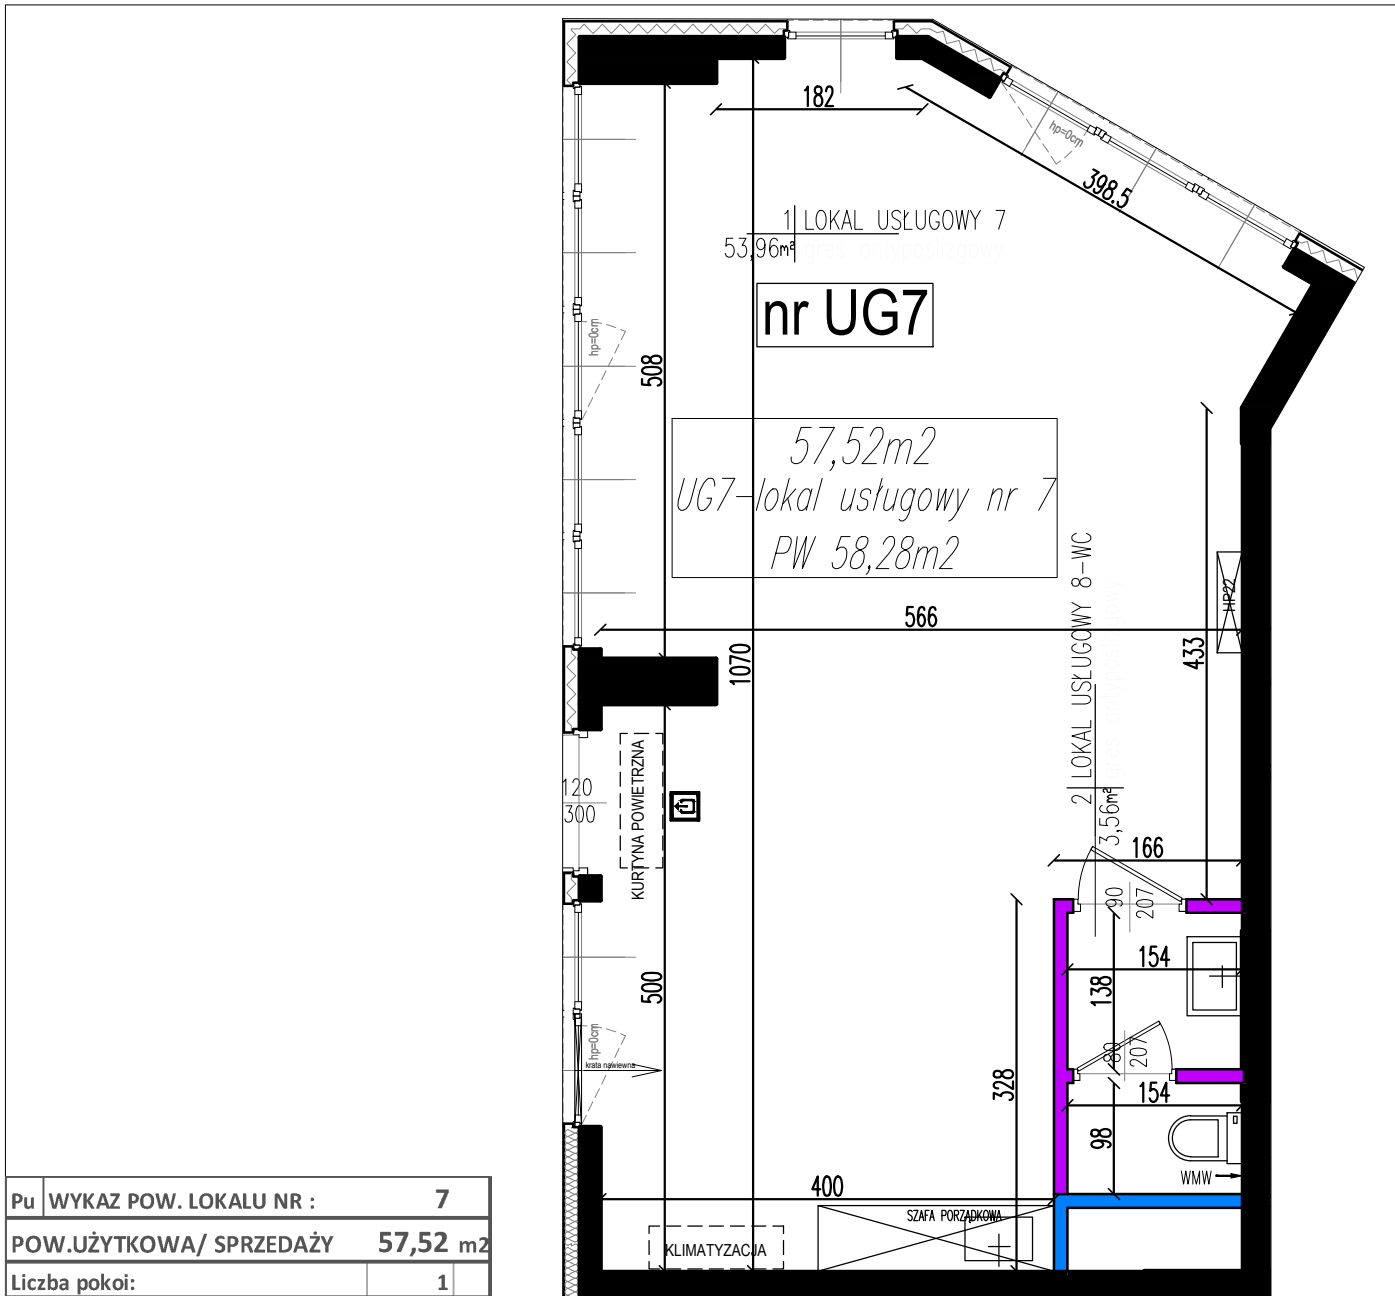 182
hp=0cm
398.5
1 LOKAL USŁUGOWY 7
53,96m² gres antypoślizgowy
nr UG7
hp=0cm
508
57,52m2
UG7-lokal usługowy nr 7
PW 58,28m2
2 LOKAL USŁUGOWY 8-WC
3,56m² gres antypoślizgowy
HP22
566
433
1070
120
300
KURTYNA POWIETRZNA
166
90
207
154
138
500
hp=0cm
krata nawiewna
80
207
328
154
98
WMW
400
SZAFA PORZĄDKOWA
KLIMATYZACJA
Pu WYKAZ POW. LOKALU NR : 7
POW.UŻYTKOWA/ SPRZEDAŻY 57,52 m2
Liczba pokoi: 1